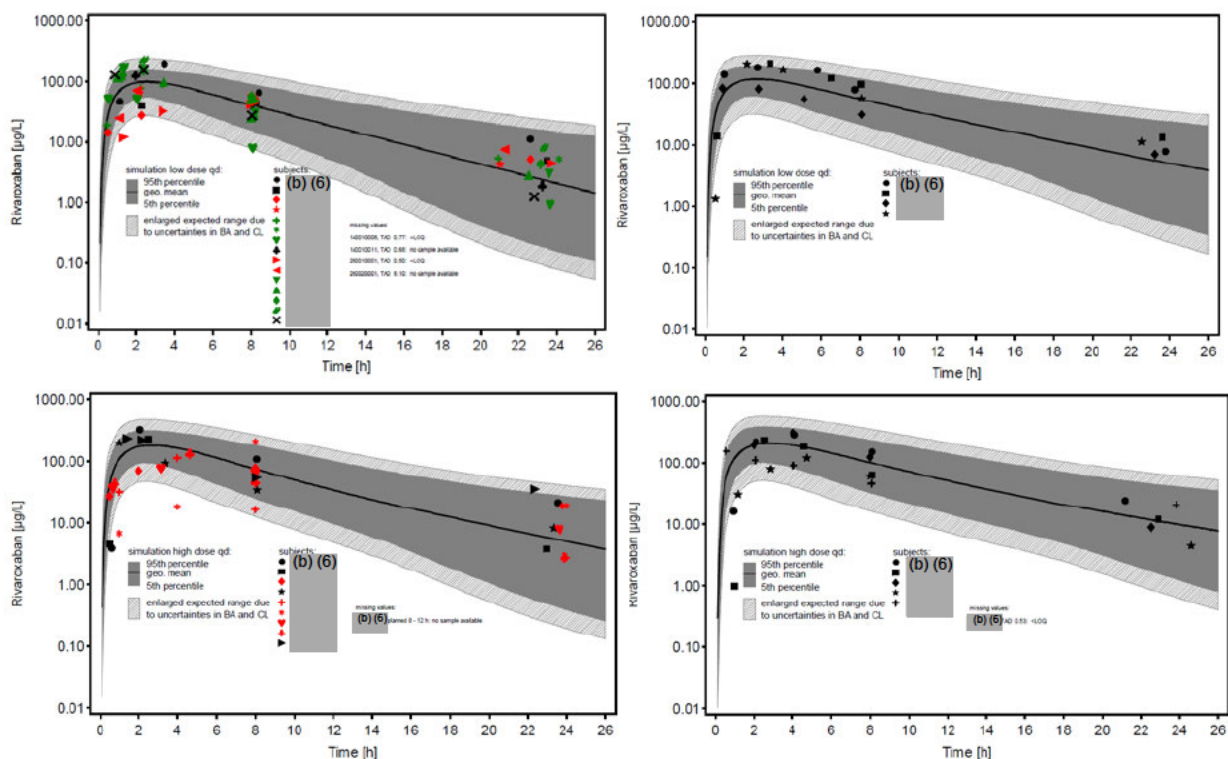 1000.00
100.00
10.00
1.00
0.10
0.01
Rivaroxaban [µg/L]
simulation low dose qd:
95th percentile
geo. mean
5th percentile
enlarged expected range due
to uncertainties in BA and CL
subjects:
(b) (6)
missing values:
0 2 4 6 8 10 12 14 16 18 20 22 24 26
Time [h]
1000.00
100.00
10.00
1.00
0.10
0.01
Rivaroxaban [µg/L]
simulation low dose qd:
95th percentile
geo. mean
5th percentile
enlarged expected range due
to uncertainties in BA and CL
subjects:
(b) (6)
0 2 4 6 8 10 12 14 16 18 20 22 24 26
Time [h]
1000.00
100.00
10.00
1.00
0.10
0.01
Rivaroxaban [µg/L]
simulation high dose qd:
95th percentile
geo. mean
5th percentile
enlarged expected range due
to uncertainties in BA and CL
subjects:
(b) (6)
missing values:
(b) (6) planned 8 - 12 h: no sample available
0 2 4 6 8 10 12 14 16 18 20 22 24 26
Time [h]
1000.00
100.00
10.00
1.00
0.10
0.01
Rivaroxaban [µg/L]
simulation high dose qd:
95th percentile
geo. mean
5th percentile
enlarged expected range due
to uncertainties in BA and CL
subjects:
(b) (6)
missing values:
(b) (6) TAD 0.53: <LOQ
0 2 4 6 8 10 12 14 16 18 20 22 24 26
Time [h]